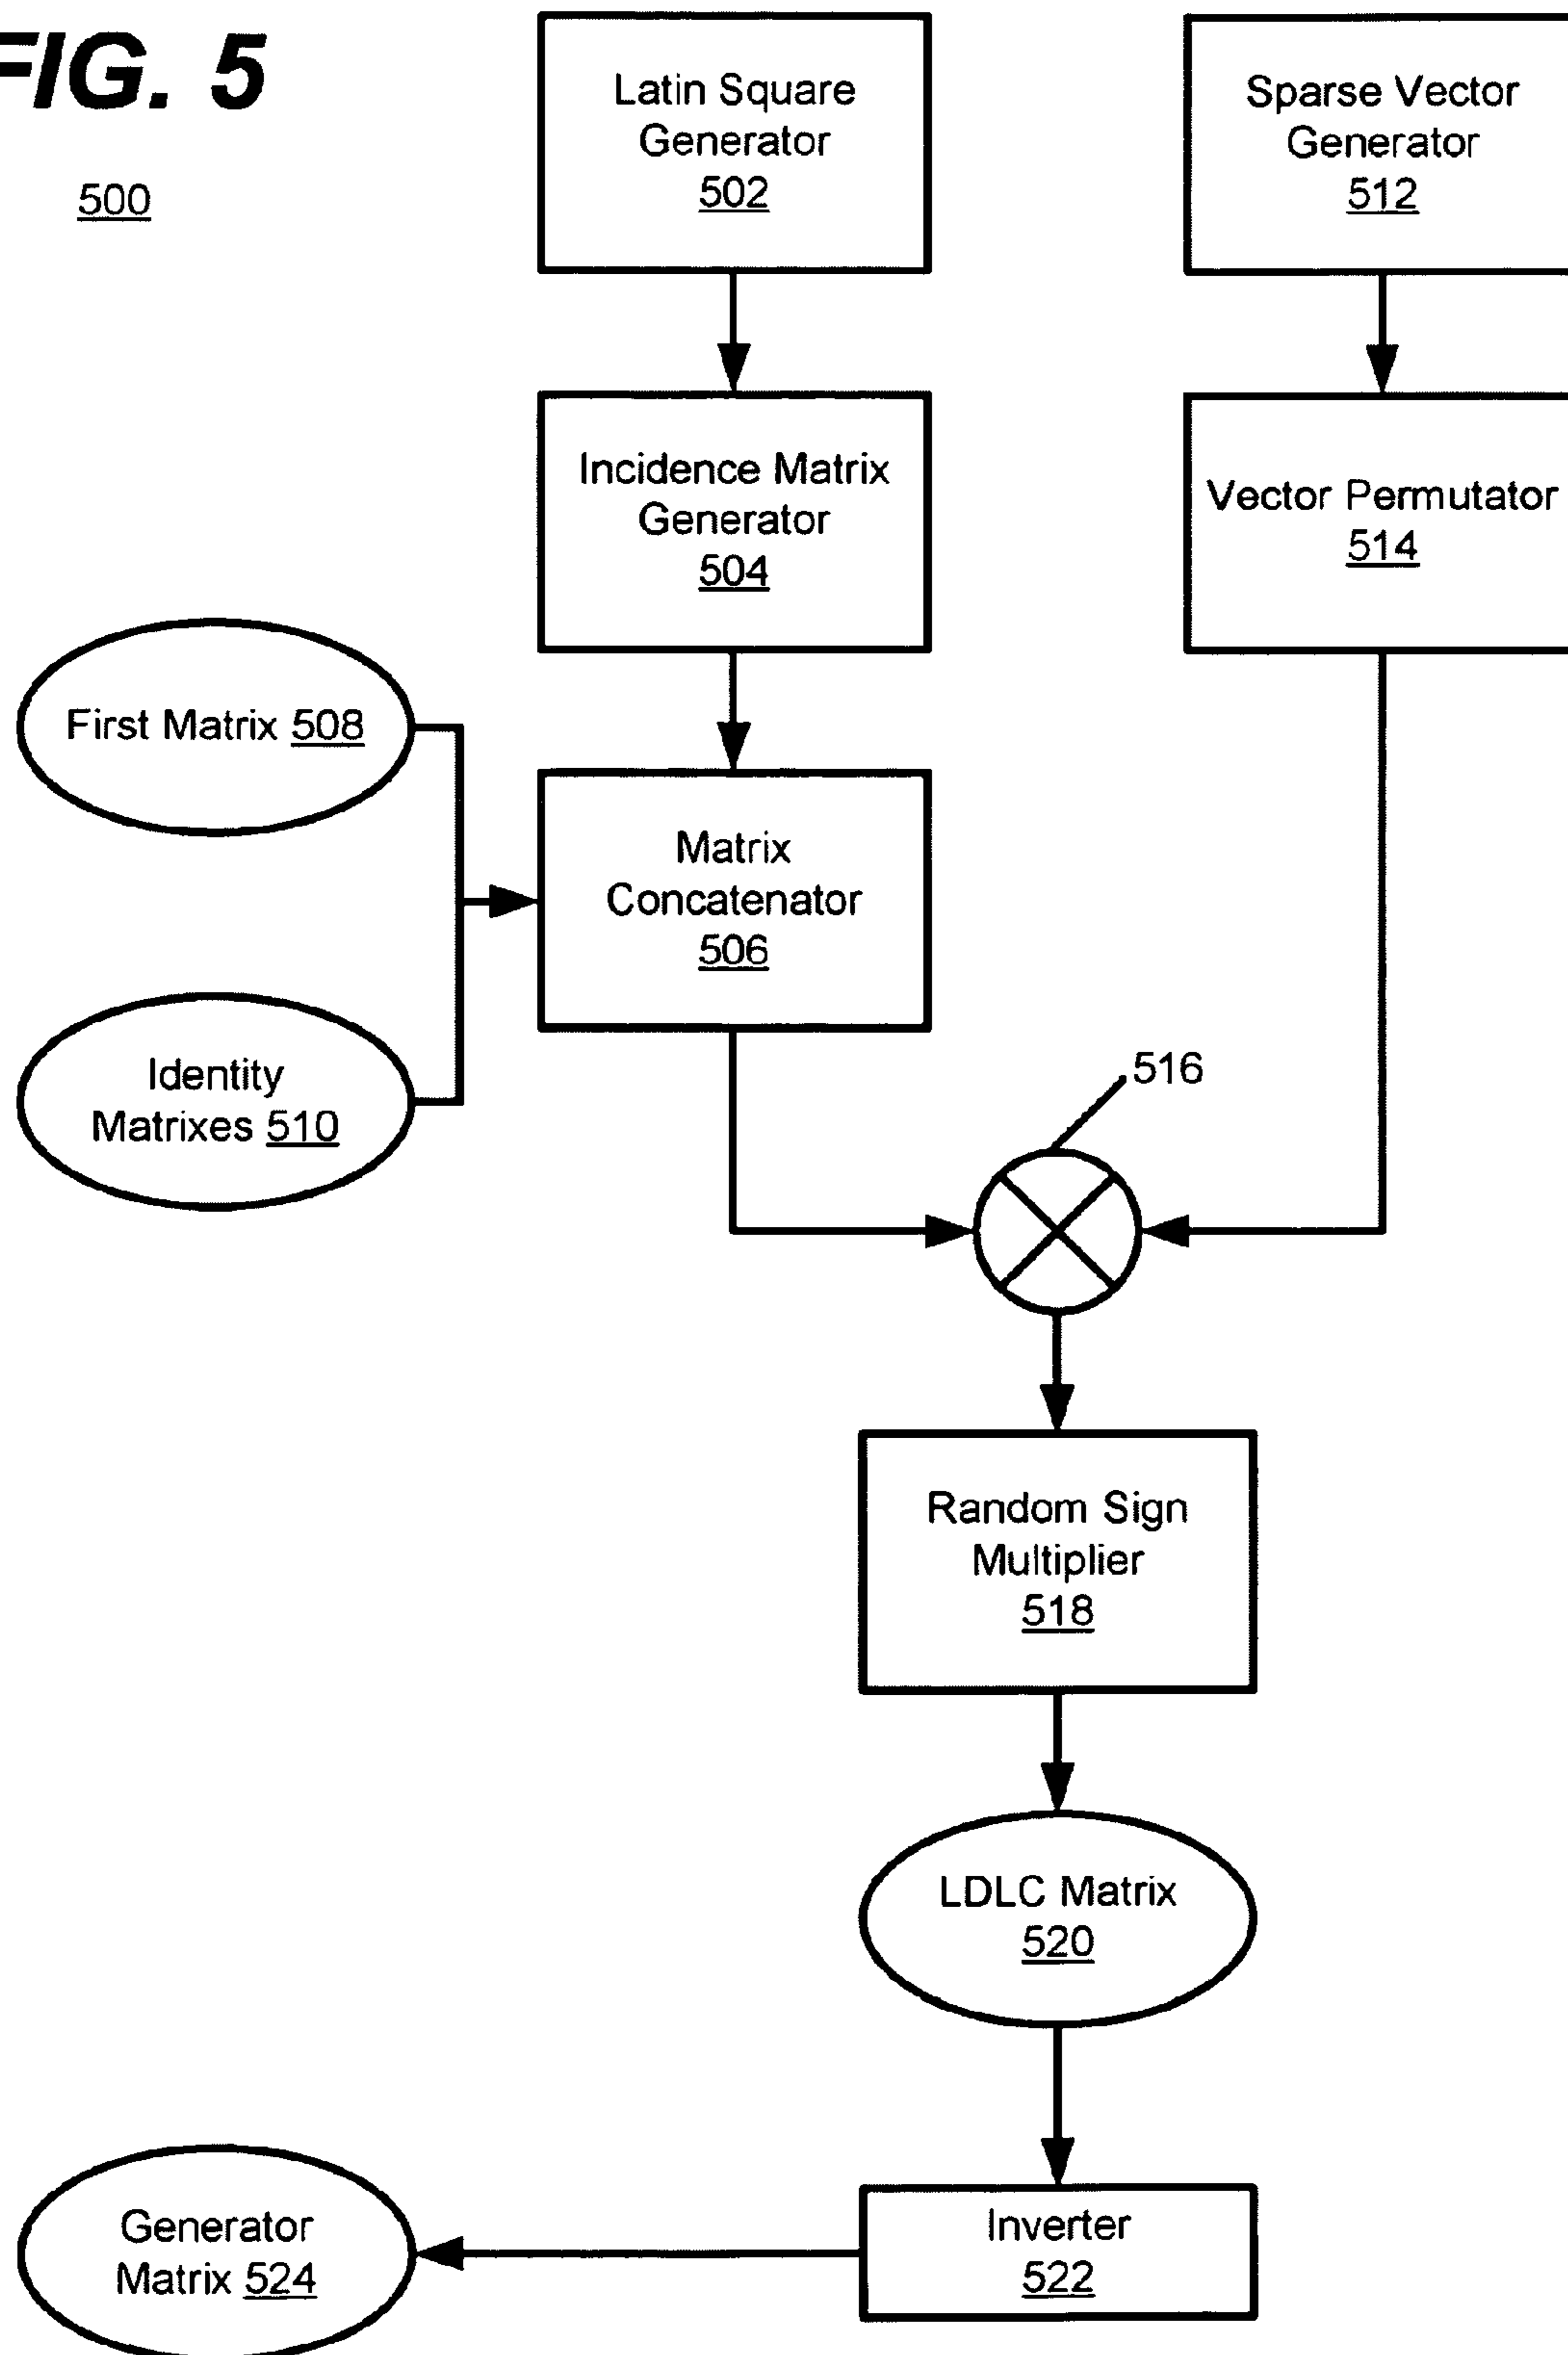 FIG. 5
500
Latin Square
Generator
502
Sparse Vector
Generator
512
Incidence Matrix
Generator
504
Vector Permutator
514
First Matrix 508
Matrix
Concatenator
506
Identity
Matrixes 510
516
Random Sign
Multiplier
518
LDLC Matrix
520
Generator
Matrix 524
Inverter
522